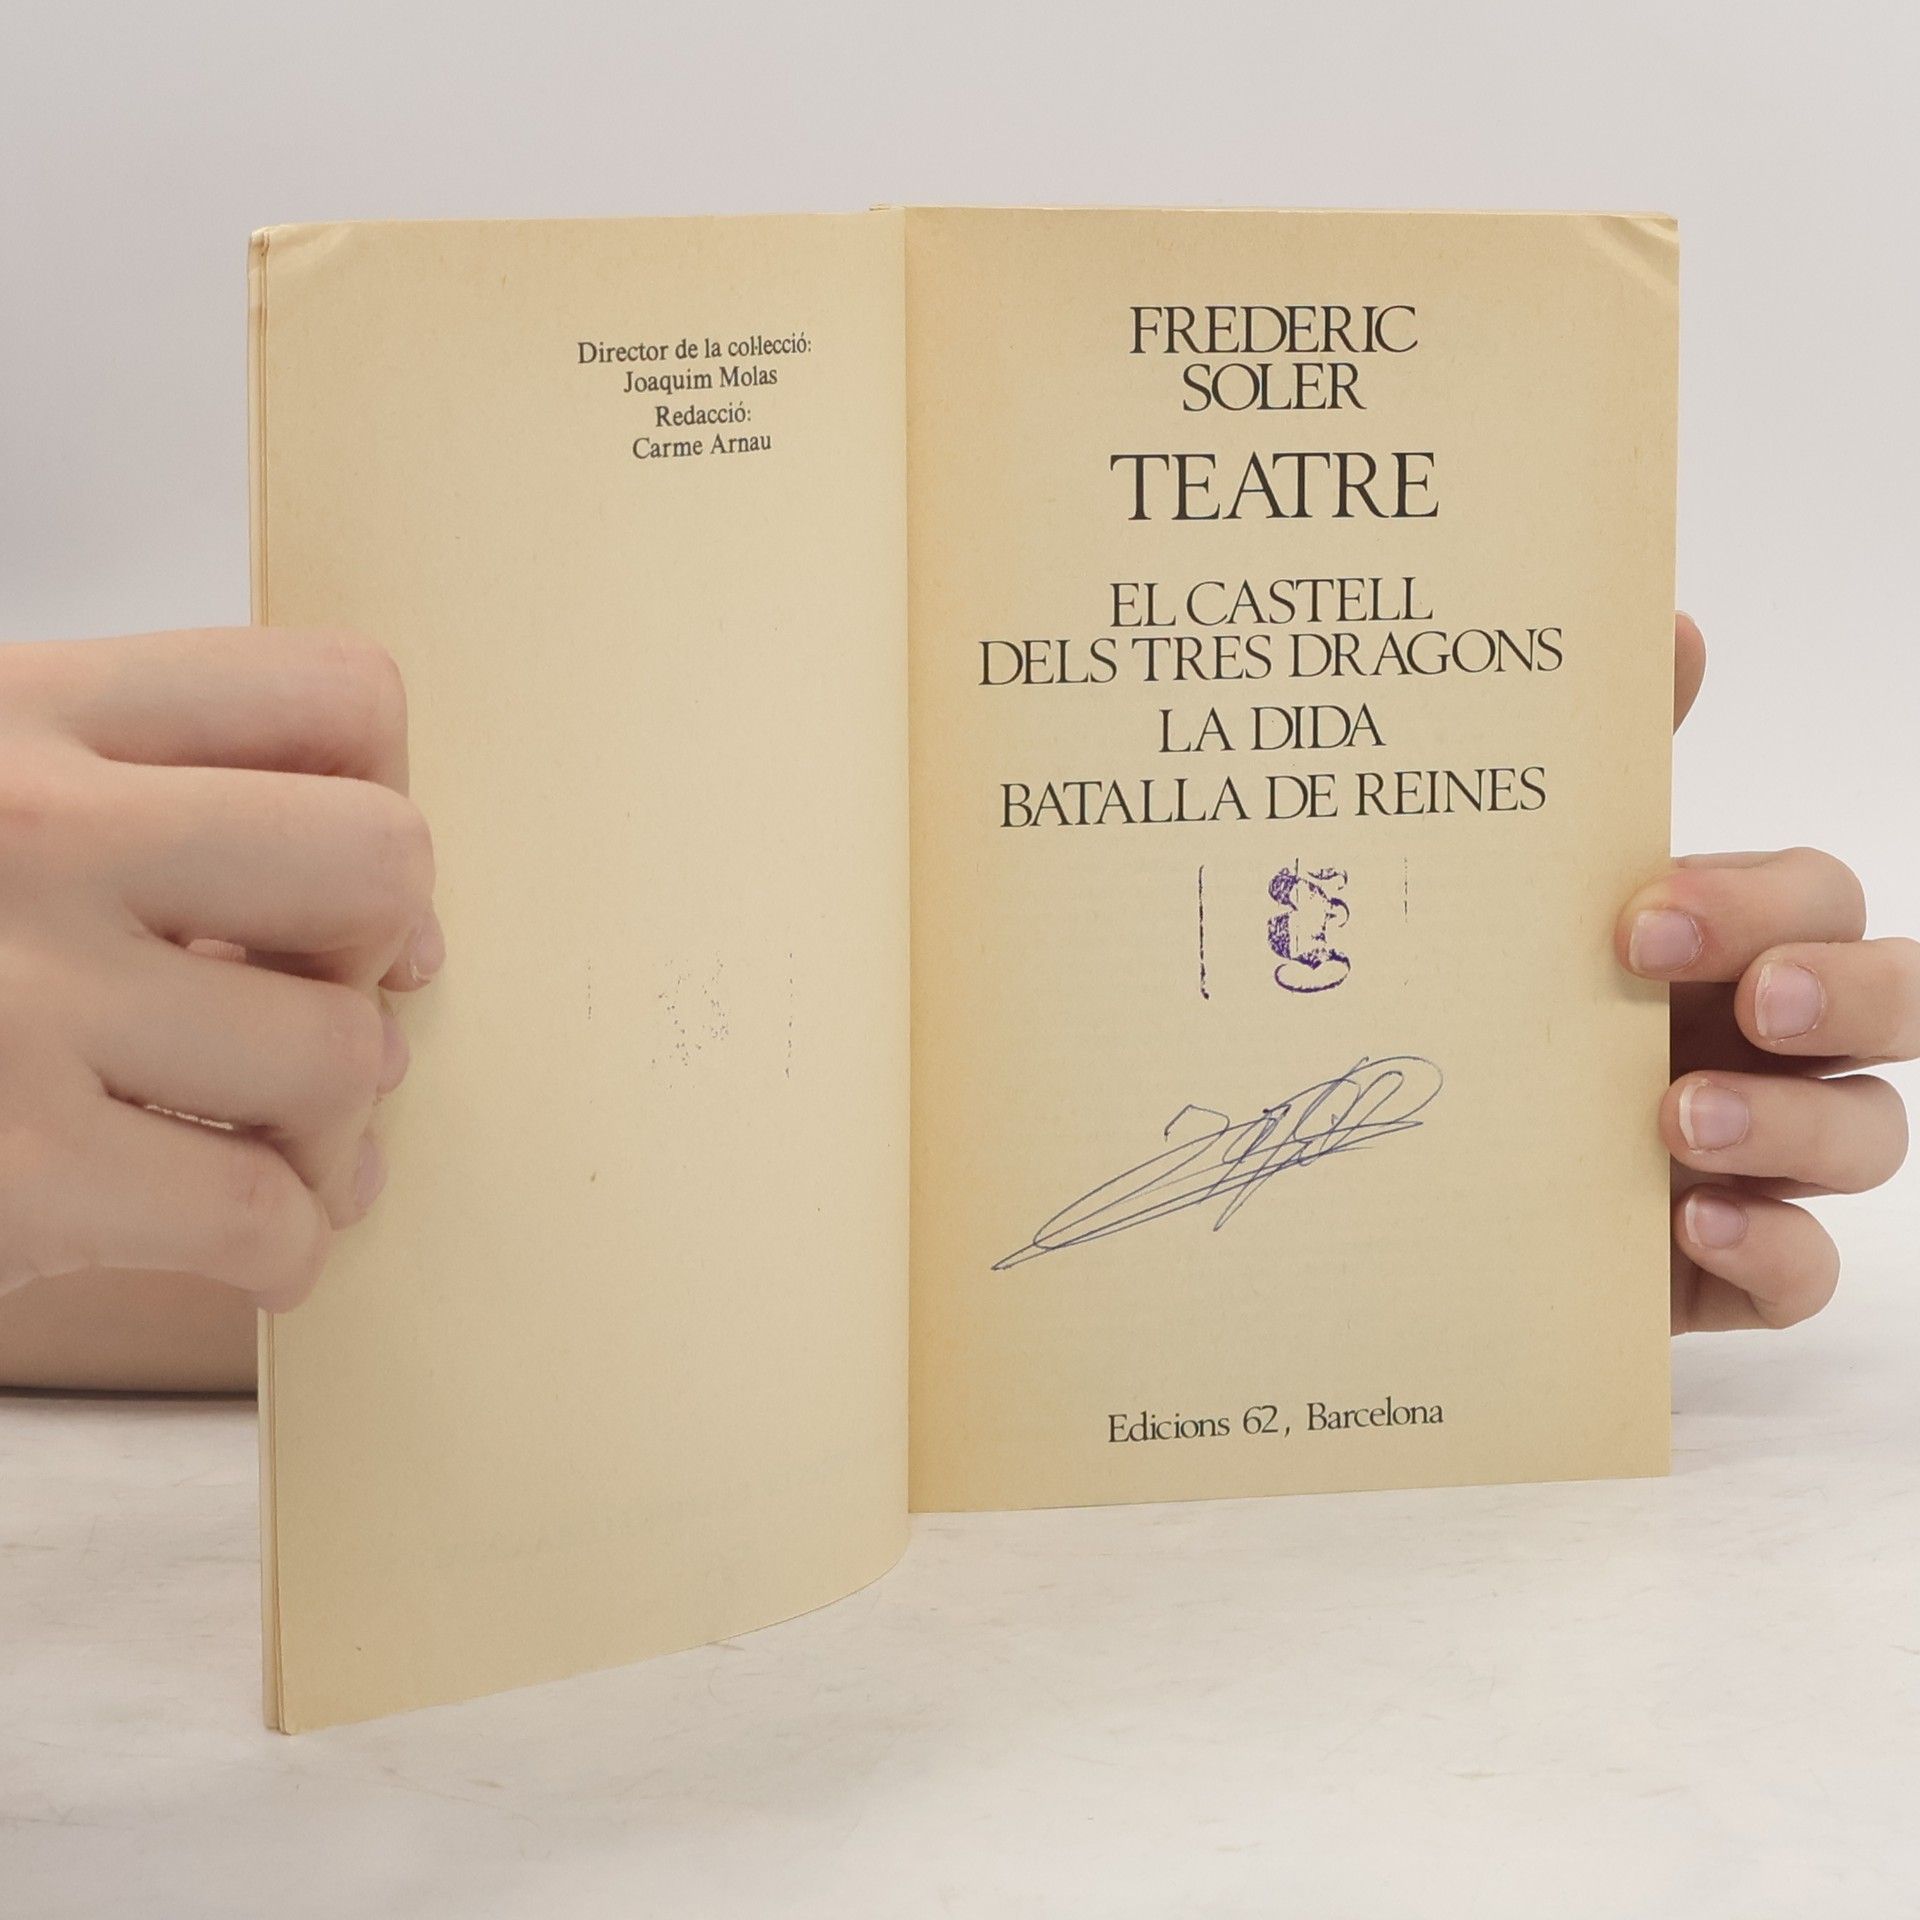 Director de la col·lecció:
Joaquim Molas
Redacció:
Carme Arnau
FREDERIC
SOLER
TEATRE
EL CASTELL
DELS TRES DRAGONS
LA DIDA
BATALLA DE REINES
Edicions 62, Barcelona